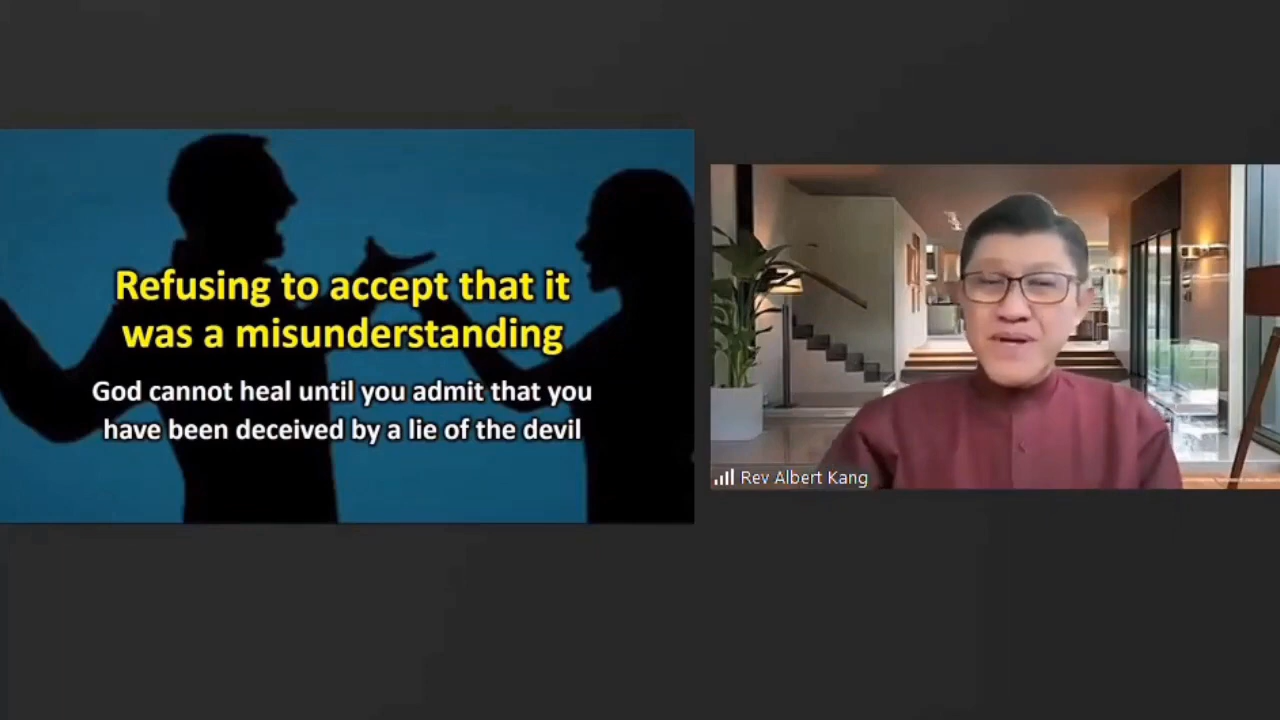 Refusing to accept that it
was a misunderstanding
God cannot heal until you admit that you
have been deceived by a lie of the devil
Rev Albert Kang